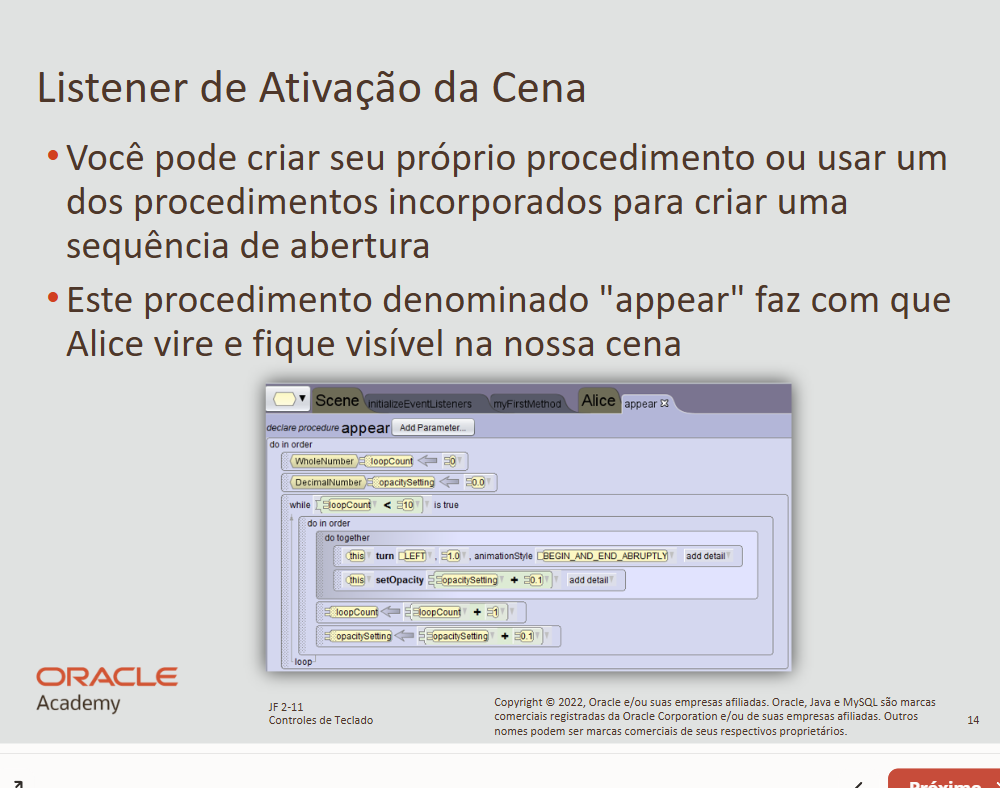 Listener de Ativação da Cena
• Você pode criar seu próprio procedimento ou usar um
dos procedimentos incorporados para criar uma
sequência de abertura
• Este procedimento denominado "appear" faz com que
Alice vire e fique visível na nossa cena
Scene initializeEventListeners myFirstMethod Alice appear
declare procedure appear Add Parameter...
do in order
WholeNumber loopCount 0
DecimalNumber opacitySetting 0.0
while loopCount < 10 is true
do in order
do together
this turn LEFT , 1.0 , animationStyle BEGIN_AND_END_ABRUPTLY add detail
this setOpacity opacitySetting + 0.1 add detail
loopCount loopCount + 1
opacitySetting opacitySetting + 0.1
loop
ORACLE
Academy
JF 2-11
Controles de Teclado
Copyright © 2022, Oracle e/ou suas empresas afiliadas. Oracle, Java e MySQL são marcas
comerciais registradas da Oracle Corporation e/ou de suas empresas afiliadas. Outros
nomes podem ser marcas comerciais de seus respectivos proprietários.
14
Próximo